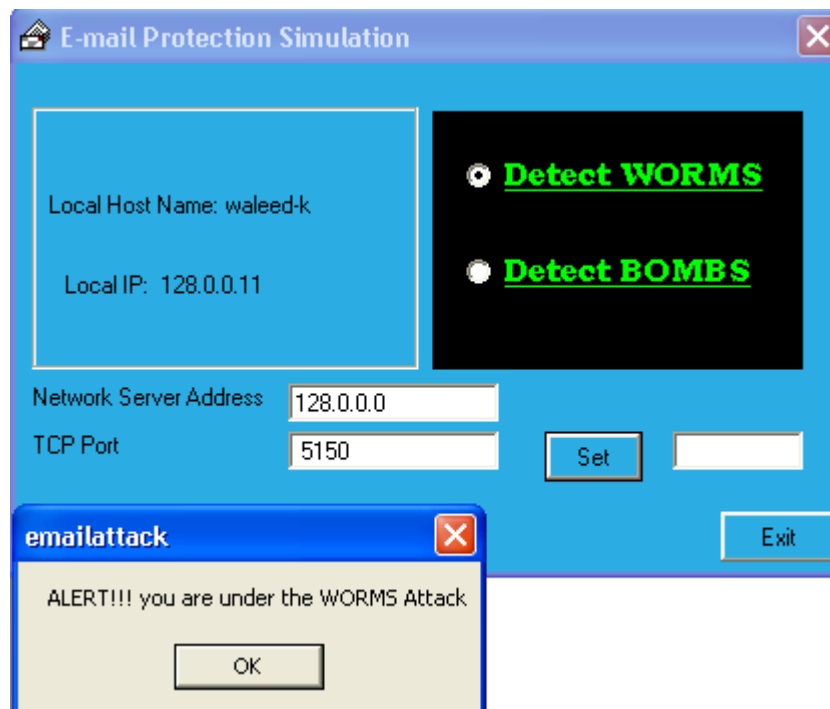 E-mail Protection Simulation
Local Host Name: waleed-k
Local IP: 128.0.0.11
Detect WORMS
Detect BOMBS
Network Server Address 128.0.0.0
TCP Port 5150 Set
Exit
emailattack
ALERT!!! you are under the WORMS Attack
OK